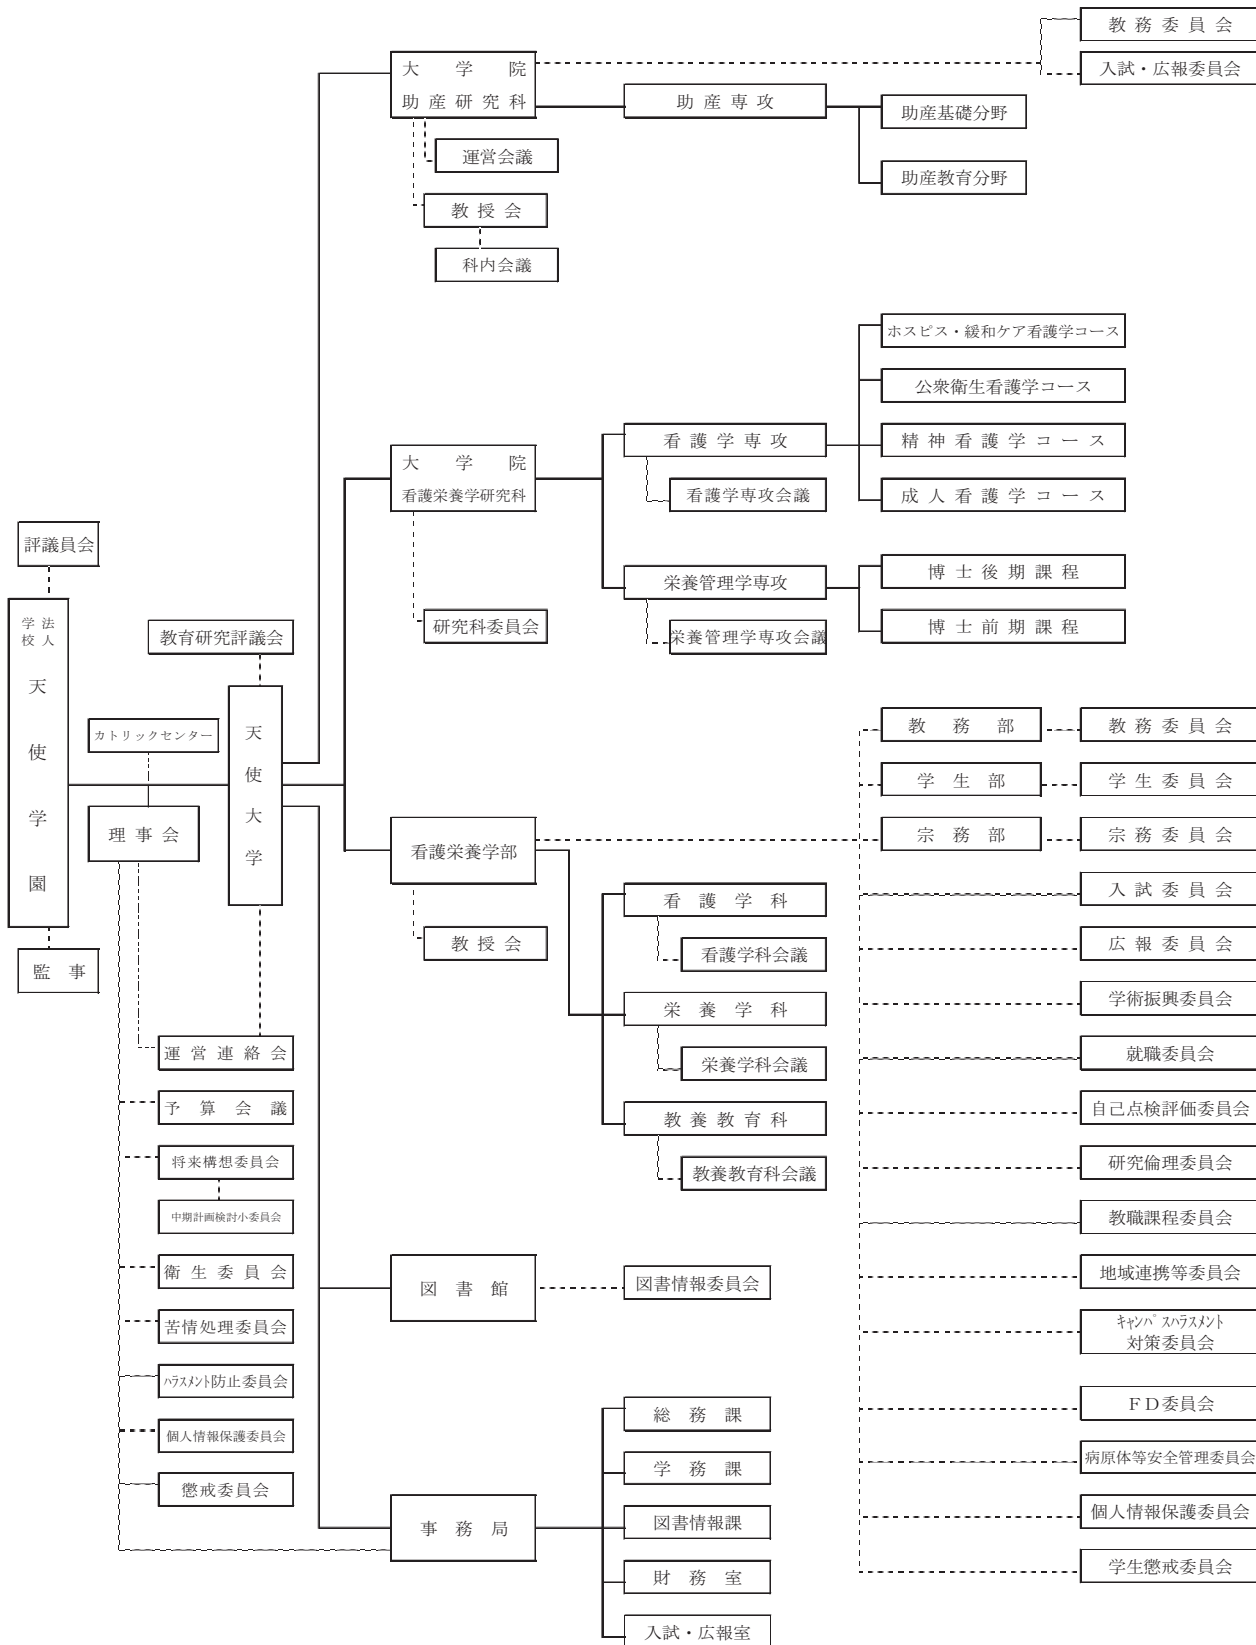 教務委員会
入試・広報委員会
大学院
助産研究科
助産専攻
助産基礎分野
助産教育分野
運営会議
教授会
科内会議
ホスピス・緩和ケア看護学コース
公衆衛生看護学コース
精神看護学コース
成人看護学コース
大学院
看護栄養学研究科
看護学専攻
看護学専攻会議
栄養管理学専攻
栄養管理学専攻会議
博士後期課程
博士前期課程
研究科委員会
評議員会
学校法人
天使学園
監事
教育研究評議会
カトリックセンター
理事会
天使大学
運営連絡会
予算会議
将来構想委員会
中期計画検討小委員会
衛生委員会
苦情処理委員会
ハラスメント防止委員会
個人情報保護委員会
懲戒委員会
看護栄養学部
教授会
看護学科
看護学科会議
栄養学科
栄養学科会議
教養教育科
教養教育科会議
図書館
図書情報委員会
事務局
総務課
学務課
図書情報課
財務室
入試・広報室
教務部
教務委員会
学生部
学生委員会
宗務部
宗務委員会
入試委員会
広報委員会
学術振興委員会
就職委員会
自己点検評価委員会
研究倫理委員会
教職課程委員会
地域連携等委員会
キャンパスハラスメント
対策委員会
ＦＤ委員会
病原体等安全管理委員会
個人情報保護委員会
学生懲戒委員会